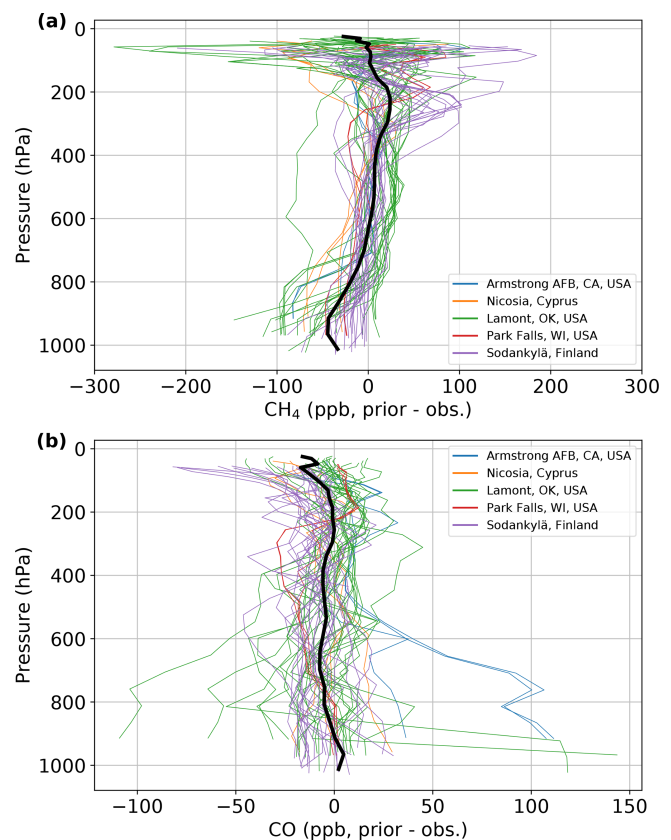 (a)
0
200
400
600
800
1000
Pressure (hPa)
Armstrong AFB, CA, USA
Nicosia, Cyprus
Lamont, OK, USA
Park Falls, WI, USA
Sodankylä, Finland
−300 −200 −100 0 100 200 300
CH₄ (ppb, prior - obs.)
(b)
0
200
400
600
800
1000
Pressure (hPa)
Armstrong AFB, CA, USA
Nicosia, Cyprus
Lamont, OK, USA
Park Falls, WI, USA
Sodankylä, Finland
−100 −50 0 50 100 150
CO (ppb, prior - obs.)